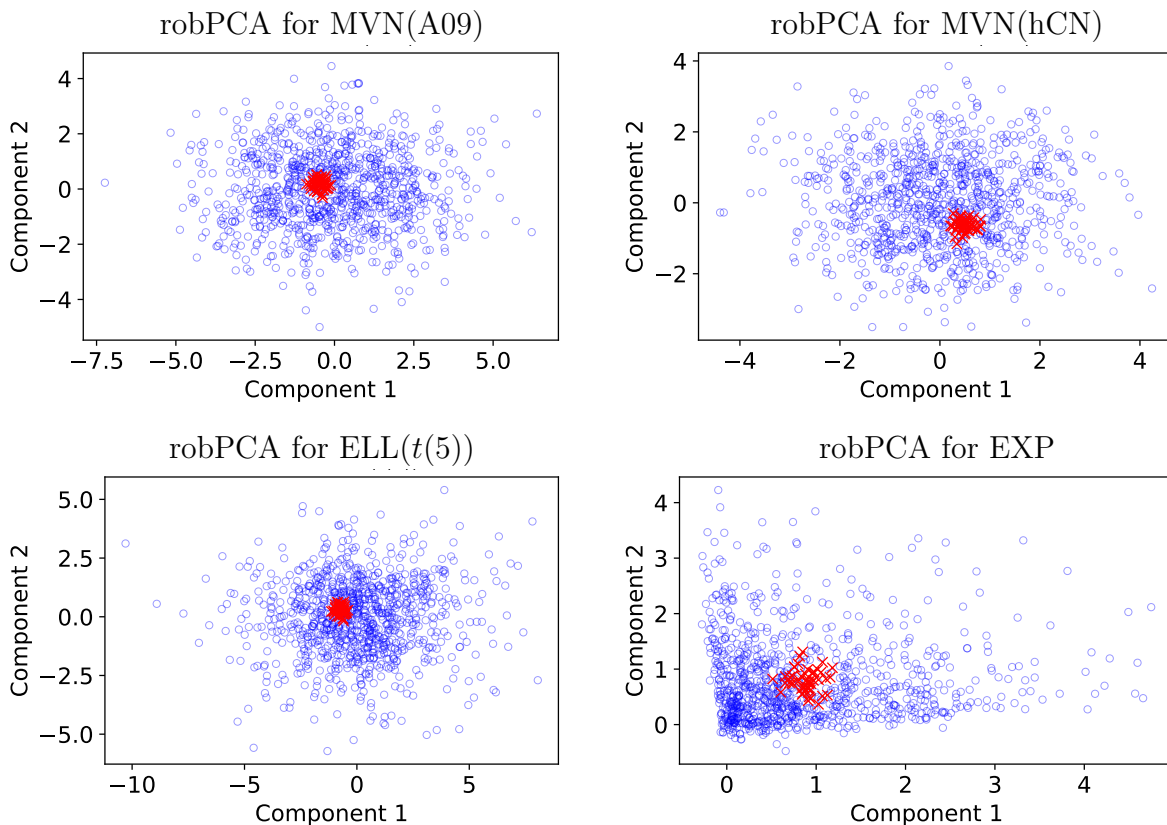 robPCA for MVN(A09)
Component 2
4
2
0
−2
−4
−7.5 −5.0 −2.5 0.0 2.5 5.0
Component 1
robPCA for MVN(hCN)
Component 2
4
2
0
−2
−4 −2 0 2 4
Component 1
robPCA for ELL(t(5))
Component 2
5.0
2.5
0.0
−2.5
−5.0
−10 −5 0 5
Component 1
robPCA for EXP
Component 2
4
3
2
1
0
0 1 2 3 4
Component 1